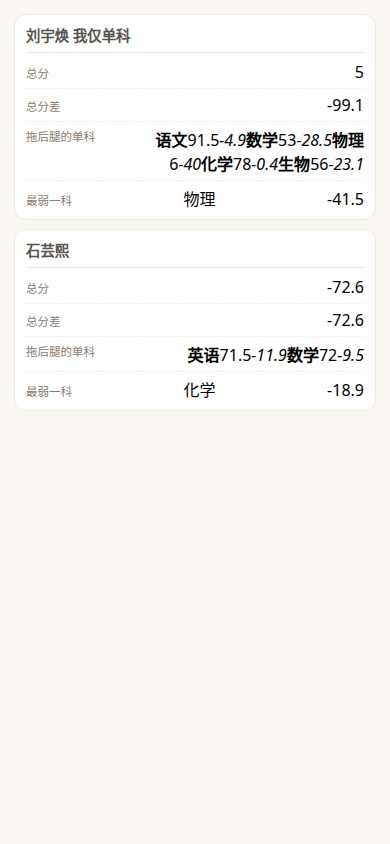 刘宇焕 我仅单科
总分 5
总分差 -99.1
拖后腿的单科 语文91.5-4.9数学53-28.5物理
6-40化学78-0.4生物56-23.1
最弱一科 物理 -41.5
石芸熙
总分 -72.6
总分差 -72.6
拖后腿的单科 英语71.5-11.9数学72-9.5
最弱一科 化学 -18.9